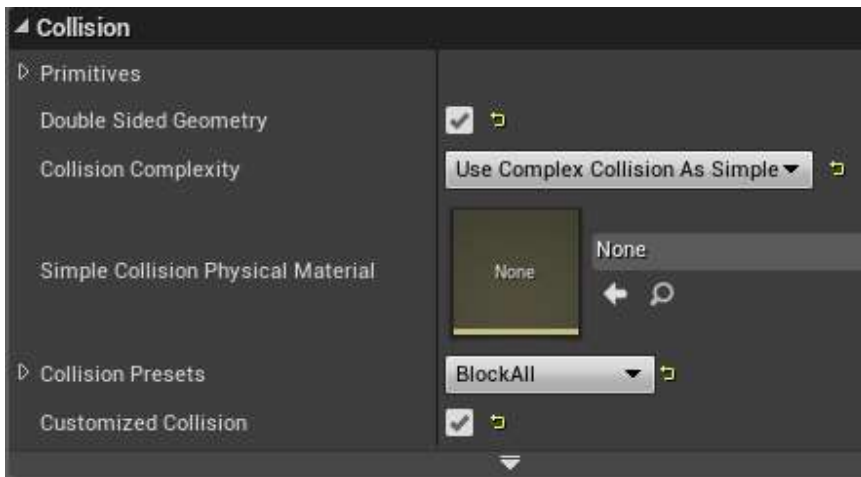 Collision
Primitives
Double Sided Geometry
Collision Complexity
Use Complex Collision As Simple
Simple Collision Physical Material
None
None
Collision Presets
BlockAll
Customized Collision